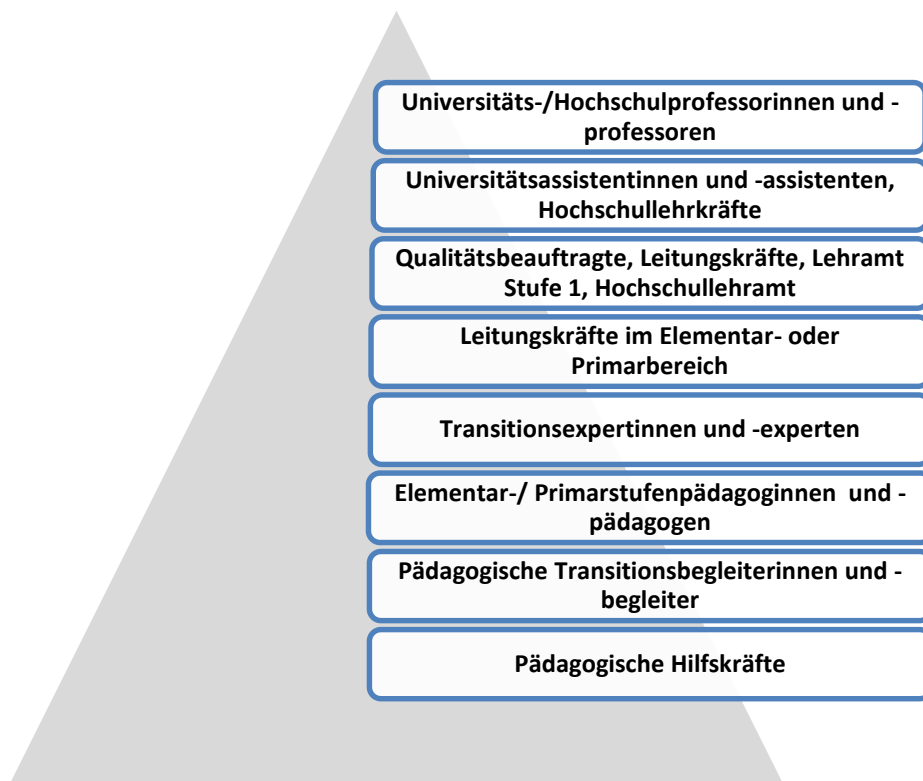 Universitäts-/Hochschulprofessorinnen und -
professoren
Universitätsassistentinnen und -assistenten,
Hochschullehrkräfte
Qualitätsbeauftragte, Leitungskräfte, Lehramt
Stufe 1, Hochschullehramt
Leitungskräfte im Elementar- oder
Primarbereich
Transitionsexpertinnen und -experten
Elementar-/ Primarstufenpädagoginnen  und -
pädagogen
Pädagogische Transitionsbegleiterinnen und -
begleiter
Pädagogische Hilfskräfte